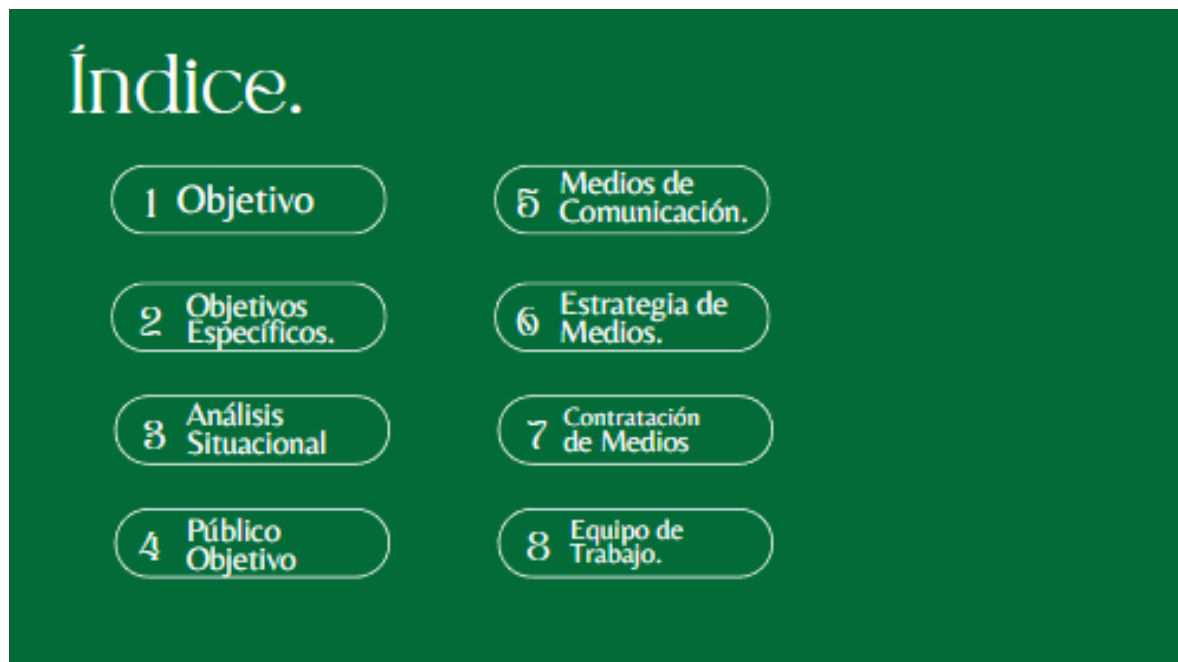 Índice.
1 Objetivo
2 Objetivos
Específicos.
3 Análisis
Situacional
4 Público
Objetivo
5 Medios de
Comunicación.
6 Estrategia de
Medios.
7 Contratación
de Medios
8 Equipo de
Trabajo.